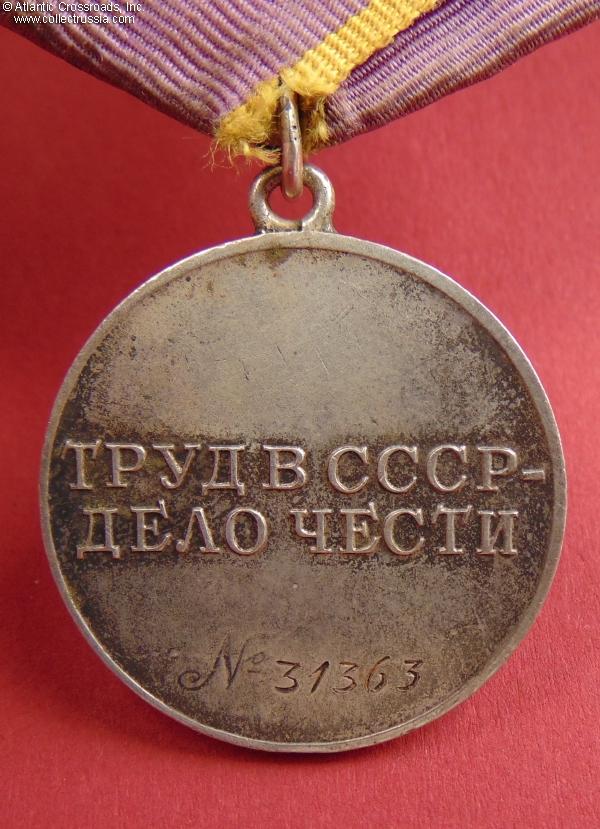 © Atlantic Crossroads, Inc.
www.collectrussia.com
ТРУД В СССР-
ДЕЛО ЧЕСТИ
№ 31363